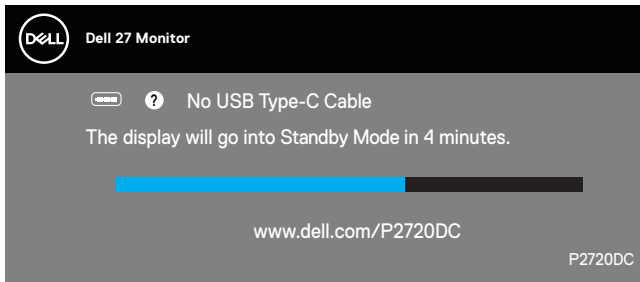 DELL
Dell 27 Monitor
? No USB Type-C Cable
The display will go into Standby Mode in 4 minutes.
www.dell.com/P2720DC
P2720DC